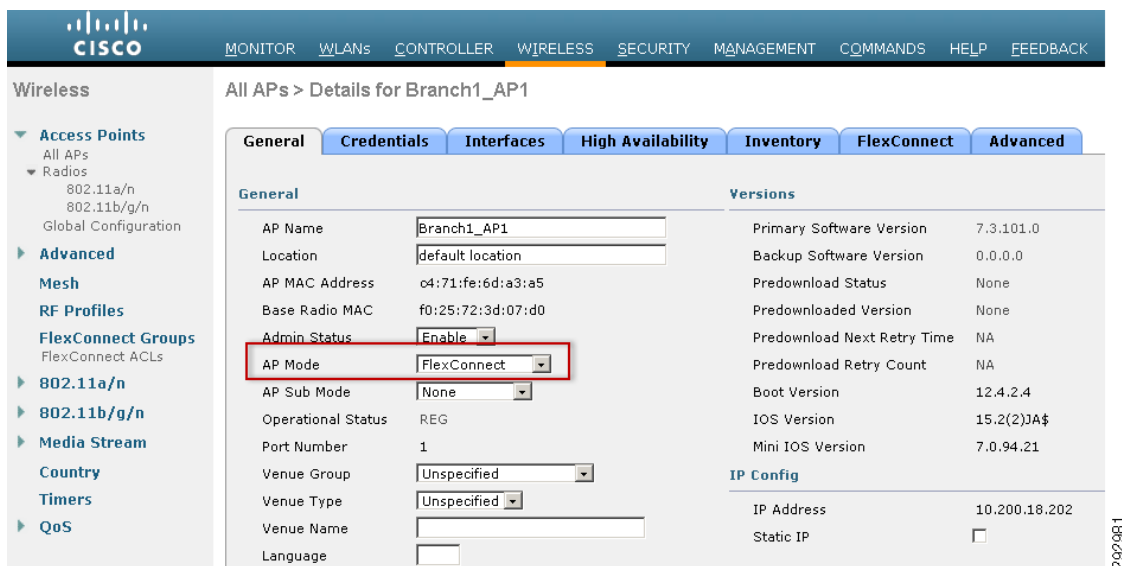 CISCO
MONITOR WLANs CONTROLLER WIRELESS SECURITY MANAGEMENT COMMANDS HELP FEEDBACK
Wireless
Access Points
All APs
Radios
802.11a/n
802.11b/g/n
Global Configuration
Advanced
Mesh
RF Profiles
FlexConnect Groups
FlexConnect ACLs
802.11a/n
802.11b/g/n
Media Stream
Country
Timers
QoS
All APs > Details for Branch1_AP1
General Credentials Interfaces High Availability Inventory FlexConnect Advanced
General
AP Name Branch1_AP1
Location default location
AP MAC Address c4:71:fe:6d:a3:a5
Base Radio MAC f0:25:72:3d:07:d0
Admin Status Enable
AP Mode FlexConnect
AP Sub Mode None
Operational Status REG
Port Number 1
Venue Group Unspecified
Venue Type Unspecified
Venue Name
Language
Versions
Primary Software Version 7.3.101.0
Backup Software Version 0.0.0.0
Predownload Status None
Predownloaded Version None
Predownload Next Retry Time NA
Predownload Retry Count NA
Boot Version 12.4.2.4
IOS Version 15.2(2)JA$
Mini IOS Version 7.0.94.21
IP Config
IP Address 10.200.18.202
Static IP
292981